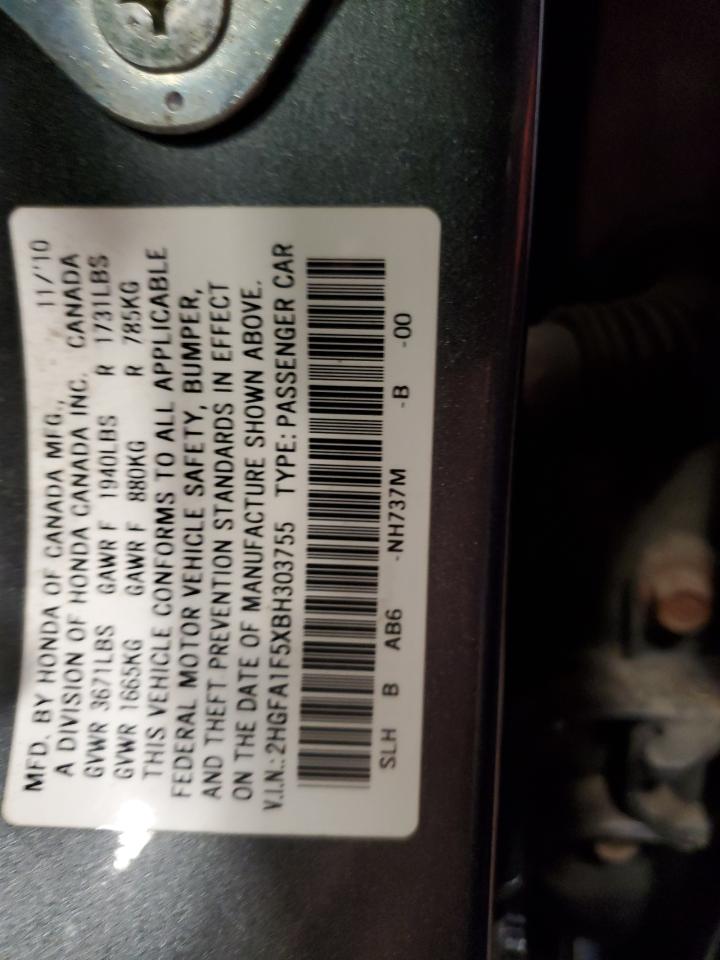 MFD. BY HONDA OF CANADA MFG., 11/'10
A DIVISION OF HONDA CANADA INC. CANADA
GVWR 3671LBS GAWR F 1940LBS R 1731LBS
GVWR 1665KG GAWR F 880KG R 785KG
THIS VEHICLE CONFORMS TO ALL APPLICABLE
FEDERAL MOTOR VEHICLE SAFETY, BUMPER,
AND THEFT PREVENTION STANDARDS IN EFFECT
ON THE DATE OF MANUFACTURE SHOWN ABOVE.
V.I.N.: 2HGFA1F5XBH303755 TYPE: PASSENGER CAR
SLH B AB6 -NH737M -B -00